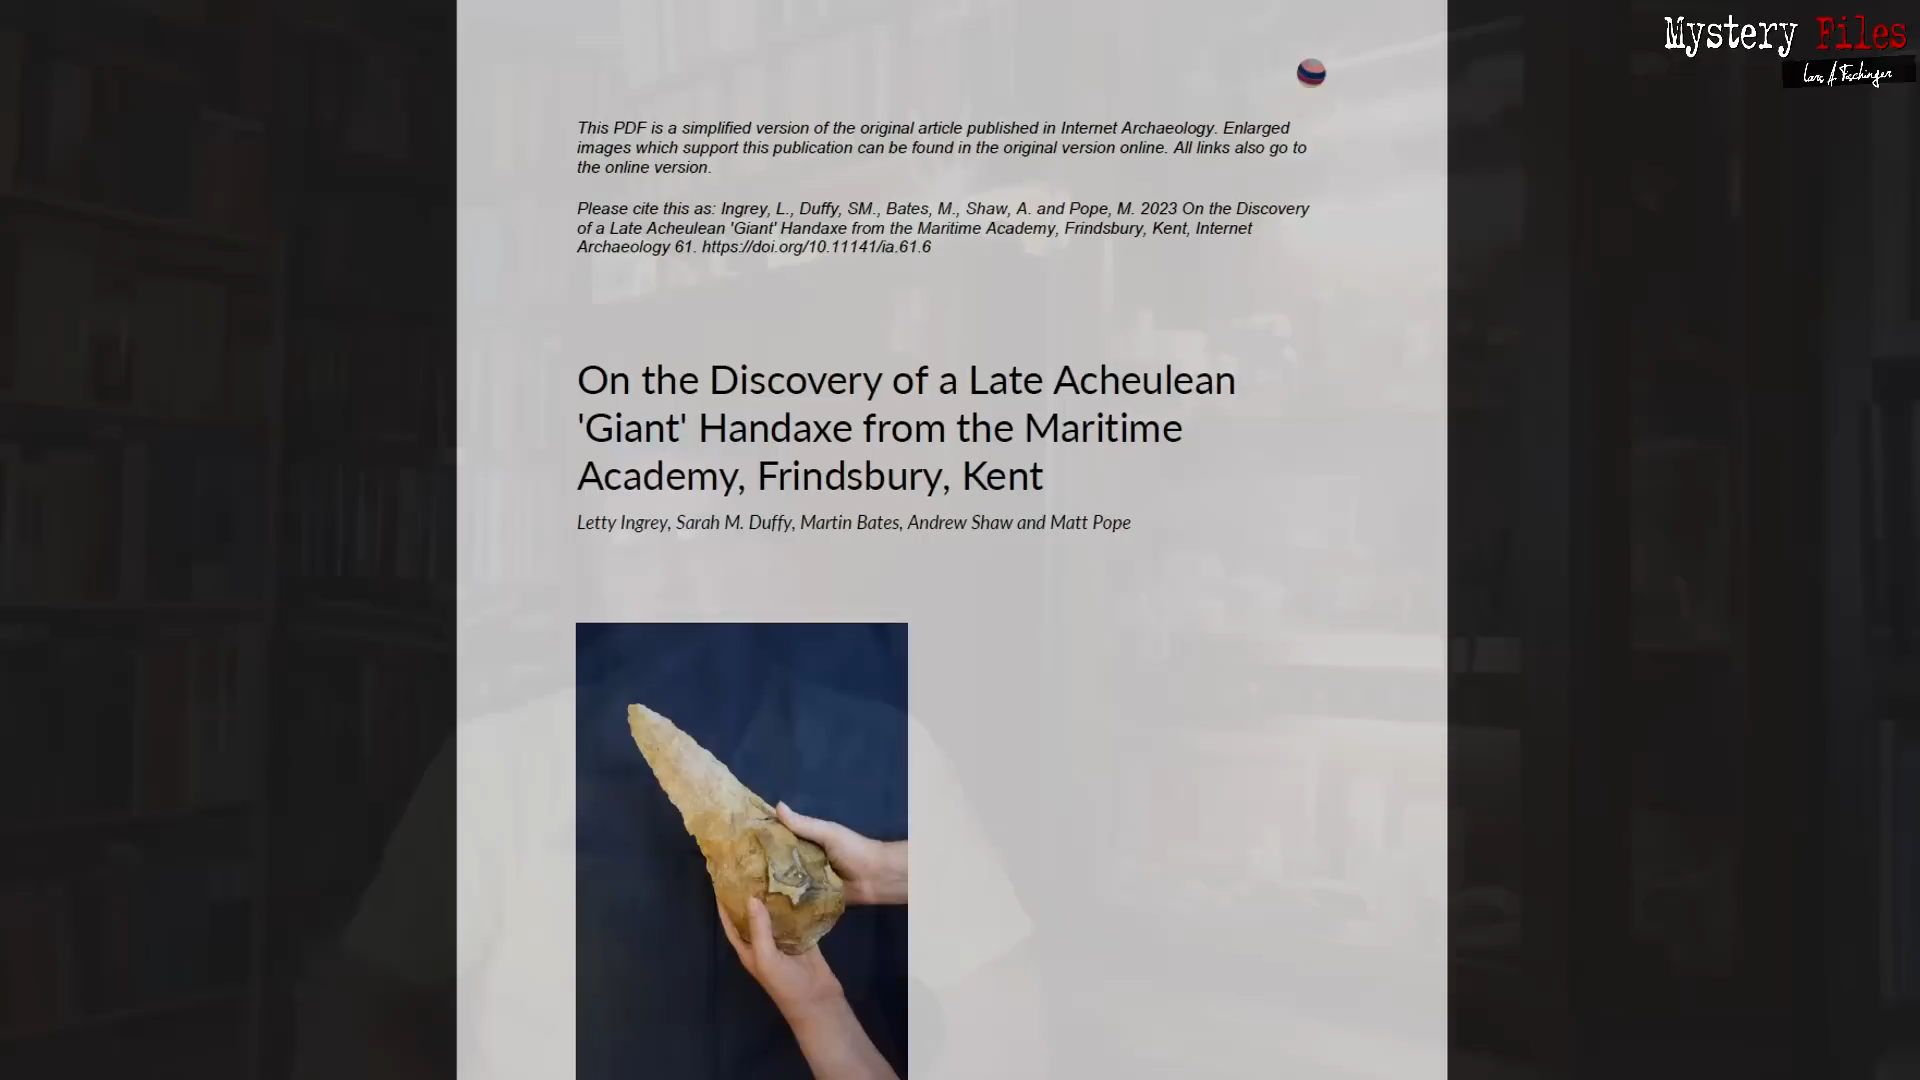 Mystery Files
Lars A. Fischinger
This PDF is a simplified version of the original article published in Internet Archaeology. Enlarged
images which support this publication can be found in the original version online. All links also go to
the online version.
Please cite this as: Ingrey, L., Duffy, SM., Bates, M., Shaw, A. and Pope, M. 2023 On the Discovery
of a Late Acheulean 'Giant' Handaxe from the Maritime Academy, Frindsbury, Kent, Internet
Archaeology 61. https://doi.org/10.11141/ia.61.6
On the Discovery of a Late Acheulean
'Giant' Handaxe from the Maritime
Academy, Frindsbury, Kent
Letty Ingrey, Sarah M. Duffy, Martin Bates, Andrew Shaw and Matt Pope